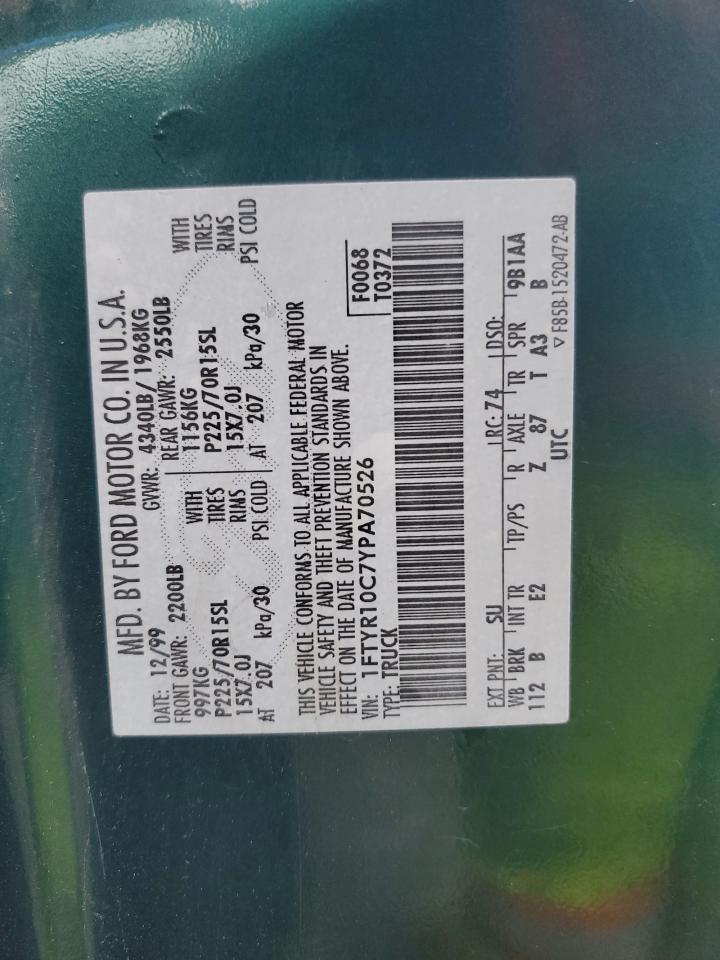 MFD. BY FORD MOTOR CO. IN U.S.A.
DATE: 12/99 GVWR: 4340LB/ 1968KG
FRONT GAWR: 2200LB REAR GAWR: 2550LB
997KG WITH 1156KG WITH
P225/70R15SL TIRES P225/70R15SL TIRES
15X7.0J RIMS 15X7.0J RIMS
AT 207 kPa/30 PSI COLD AT 207 kPa/30 PSI COLD
THIS VEHICLE CONFORMS TO ALL APPLICABLE FEDERAL MOTOR
VEHICLE SAFETY AND THEFT PREVENTION STANDARDS IN
EFFECT ON THE DATE OF MANUFACTURE SHOWN ABOVE.
VIN: 1FTYR10C7YPA70526 F0068
TYPE: TRUCK T0372
EXT PNT: SU RC: 74 DSO:
WB BRK INT TR TP/PS R AXLE TR SPR 9B1AA
112 B E2 Z 87 T A3 B
UTC ▽ F85B-1520472-AB